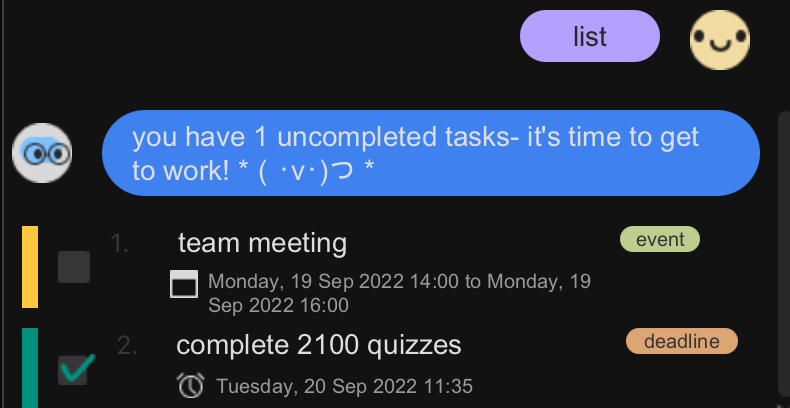 list
you have 1 uncompleted tasks- it's time to get
to work! * ( ･v･)つ *
1. team meeting event
Monday, 19 Sep 2022 14:00 to Monday, 19
Sep 2022 16:00
2. complete 2100 quizzes deadline
Tuesday, 20 Sep 2022 11:35